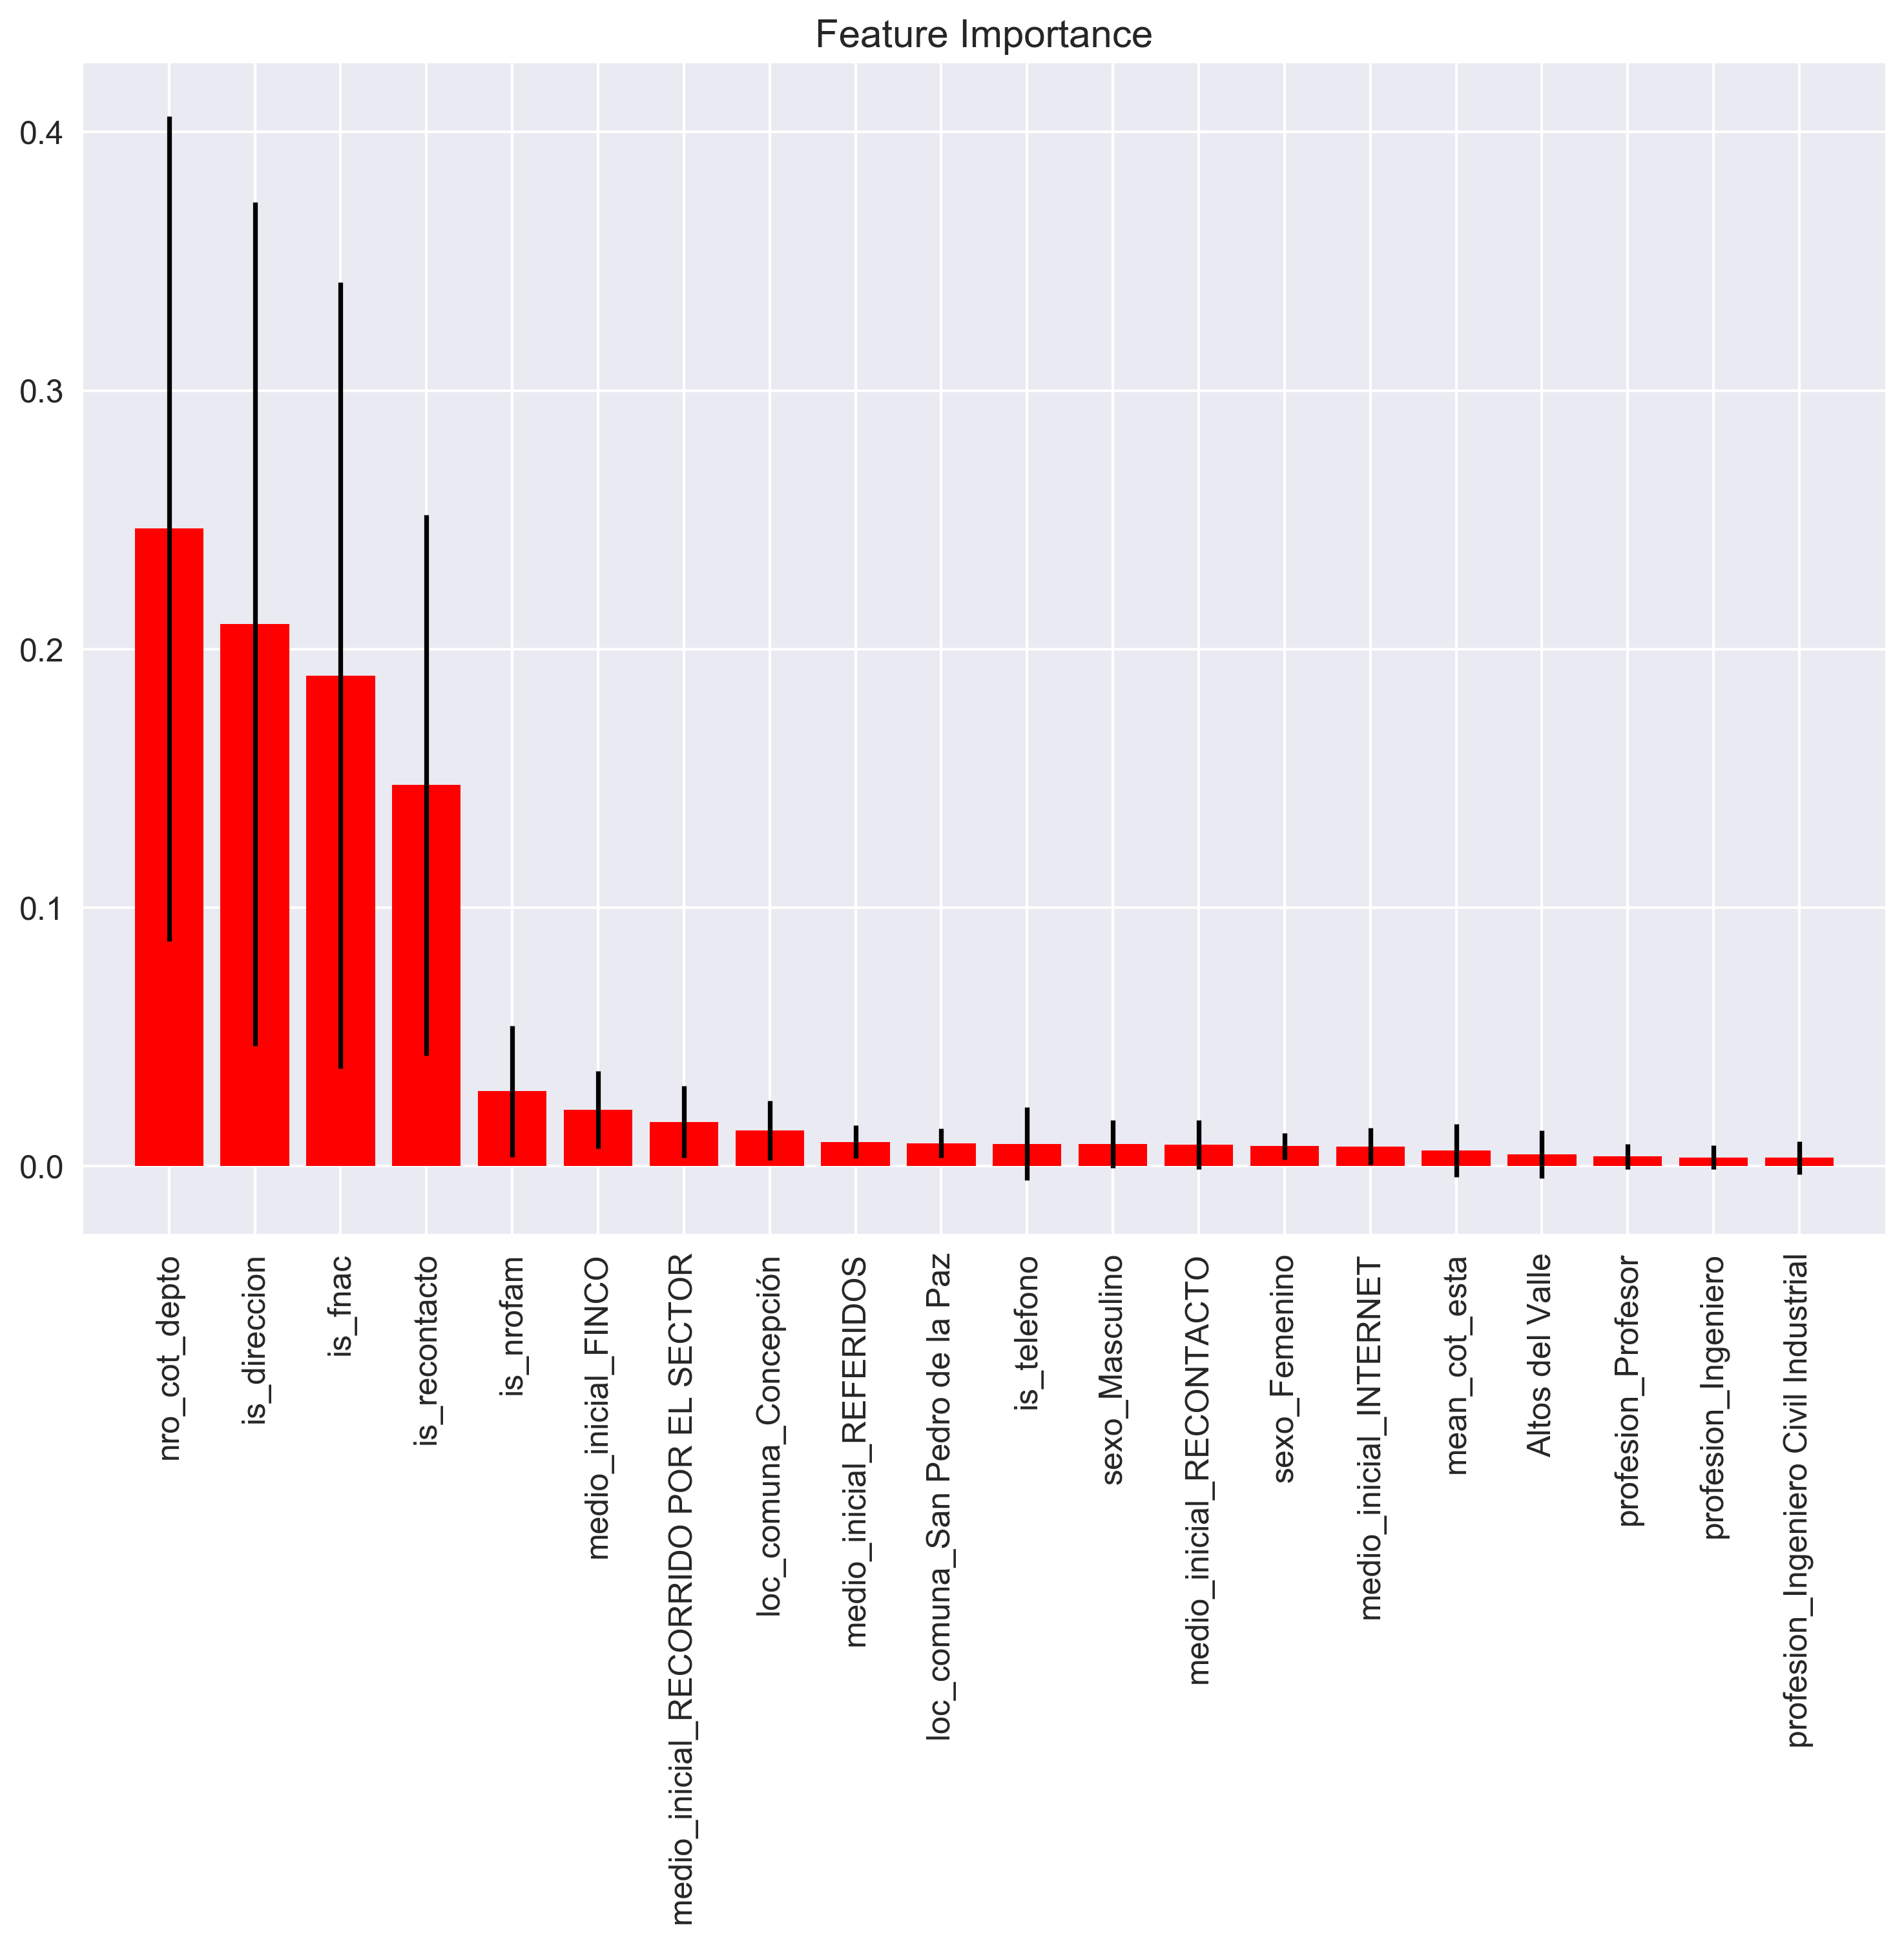 Feature Importance
0.4
0.3
0.2
0.1
0.0
nro_cot_depto
is_direccion
is_fnac
is_recontacto
is_nrofam
medio_inicial_FINCO
medio_inicial_RECORRIDO POR EL SECTOR
loc_comuna_Concepción
medio_inicial_REFERIDOS
loc_comuna_San Pedro de la Paz
is_telefono
sexo_Masculino
medio_inicial_RECONTACTO
sexo_Femenino
medio_inicial_INTERNET
mean_cot_esta
Altos del Valle
profesion_Profesor
profesion_Ingeniero
profesion_Ingeniero Civil Industrial